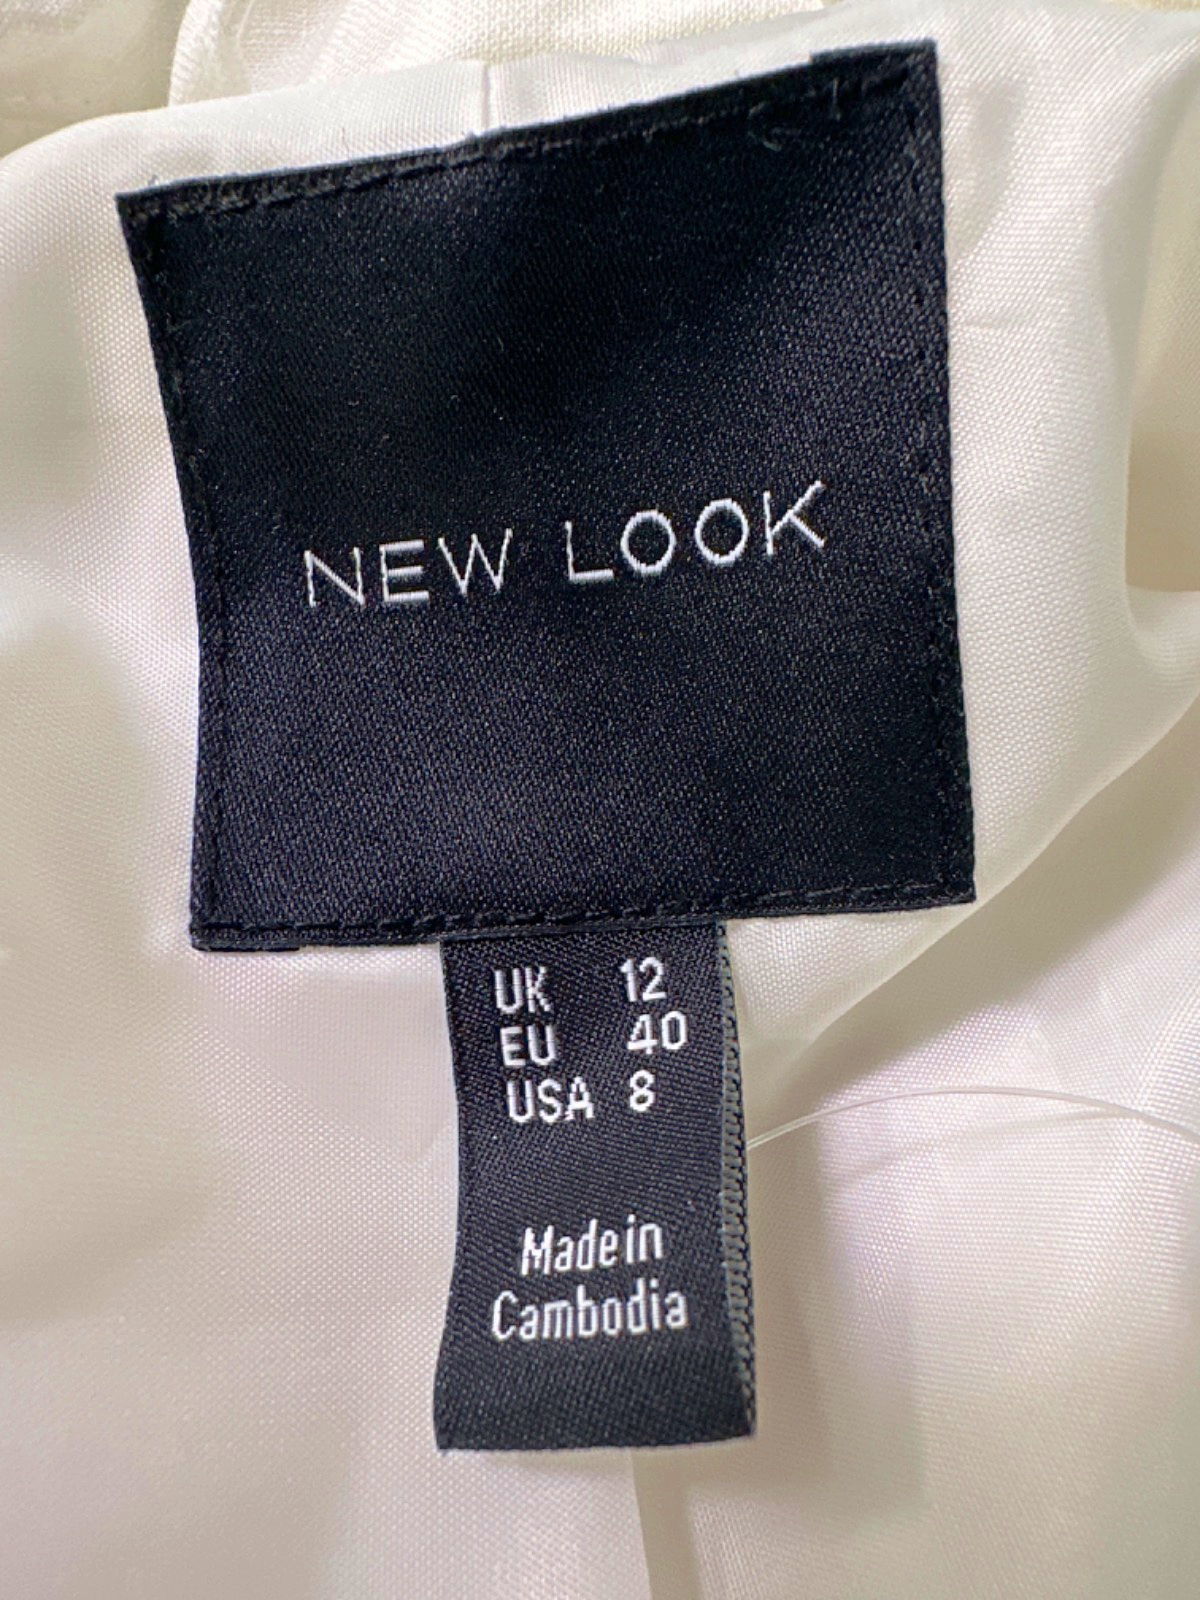 NEW LOOK
UK 12
EU 40
USA 8
Made in
Cambodia